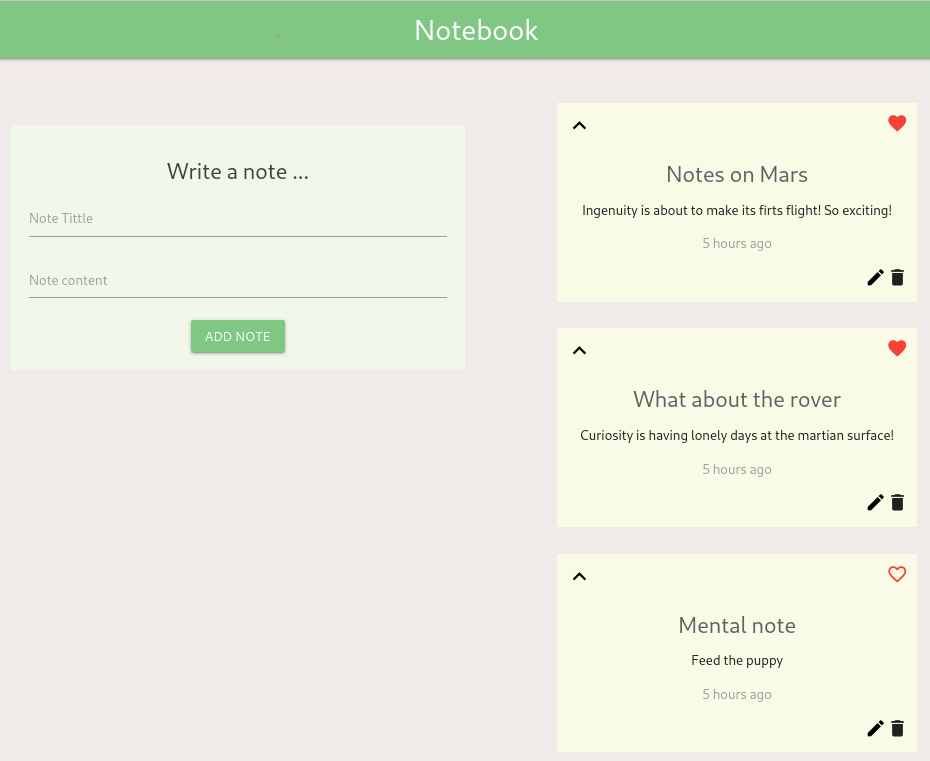 Notebook
Write a note ...
Note Tittle
Note content
ADD NOTE
Notes on Mars
Ingenuity is about to make its firts flight! So exciting!
5 hours ago
What about the rover
Curiosity is having lonely days at the martian surface!
5 hours ago
Mental note
Feed the puppy
5 hours ago